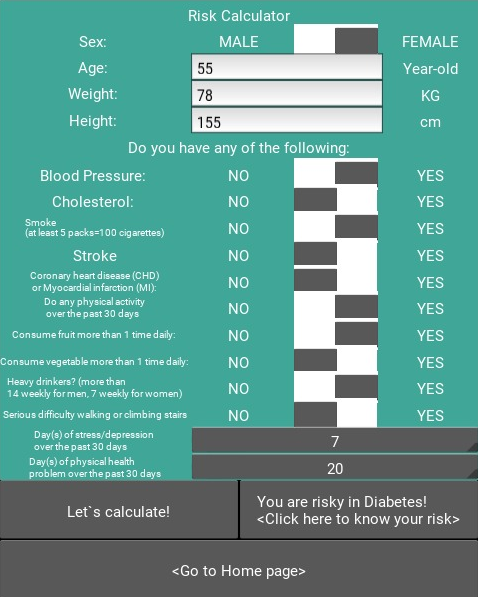 Risk Calculator
Sex: MALE FEMALE
Age: 55 Year-old
Weight: 78 KG
Height: 155 cm
Do you have any of the following:
Blood Pressure: NO YES
Cholesterol: NO YES
Smoke
(at least 5 packs=100 cigarettes) NO YES
Stroke NO YES
Coronary heart disease (CHD)
or Myocardial infarction (MI): NO YES
Do any physical activity
over the past 30 days NO YES
Consume fruit more than 1 time daily: NO YES
Consume vegetable more than 1 time daily: NO YES
Heavy drinkers? (more than
14 weekly for men, 7 weekly for women) NO YES
Serious difficulty walking or climbing stairs NO YES
Day(s) of stress/depression
over the past 30 days 7
Day(s) of physical health
problem over the past 30 days 20
Let`s calculate!
You are risky in Diabetes!
<Click here to know your risk>
<Go to Home page>